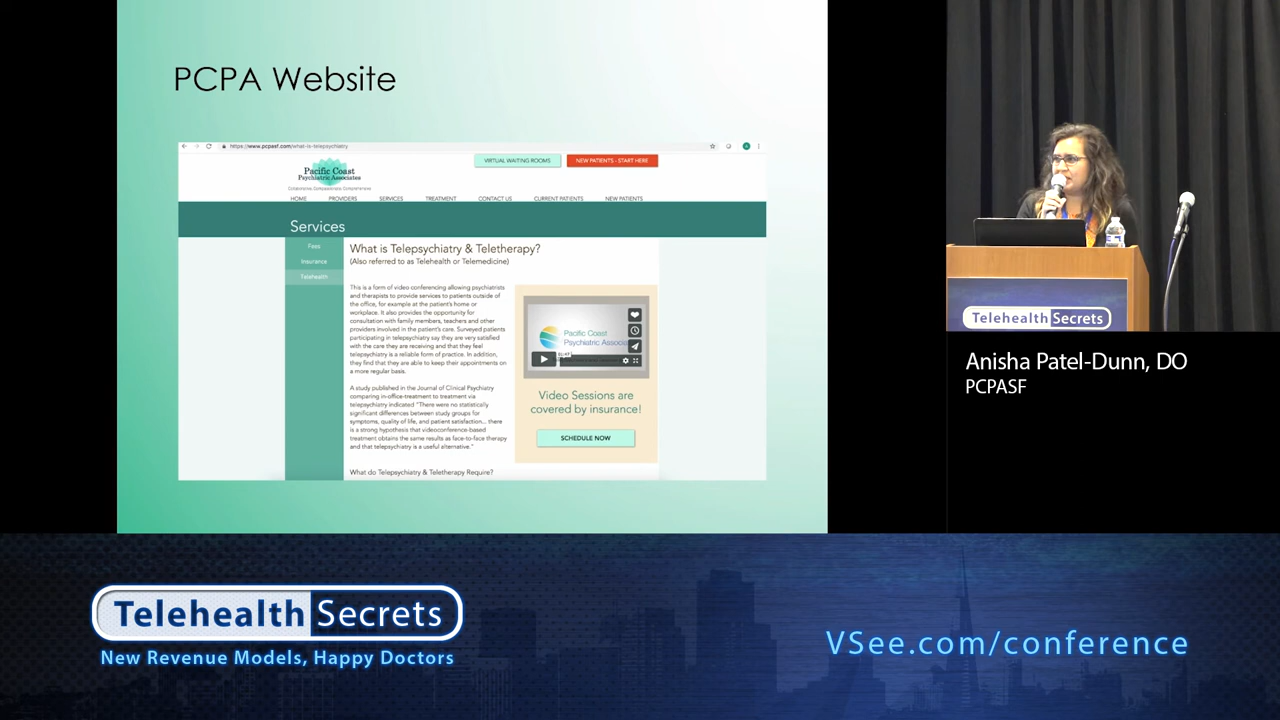 PCPA Website
https://www.pcpasf.com/what-is-telepsychiatry
Pacific Coast
Psychiatric Associates
VIRTUAL WAITING ROOMS
NEW PATIENTS - START HERE
HOME PROVIDERS SERVICES TREATMENT CONTACT US CURRENT PATIENTS NEW PATIENTS
Services
Fees
Insurance
Telehealth
What is Telepsychiatry & Teletherapy?
(Also referred to as Telehealth or Telemedicine)
This is a form of video conferencing allowing psychiatrists
and therapists to provide services to patients outside of
the office, for example at the patient's home or
workplace. It also provides the opportunity for
consultation with family members, teachers and other
providers involved in the patient's care. Surveyed patients
participating in telepsychiatry say they are very satisfied
with the care they are receiving and that they feel
telepsychiatry is a reliable form of practice. In addition,
they find that they are able to keep their appointments on
a more regular basis.
A study published in the Journal of Clinical Psychiatry
comparing in-office-treatment to treatment via
telepsychiatry indicated "There were no statistically
significant differences between study groups for
symptoms, quality of life, and patient satisfaction... there
is a strong hypothesis that videoconference-based
treatment obtains the same results as face-to-face therapy
and that telepsychiatry is a useful alternative."
What do Telepsychiatry & Teletherapy Require?
Pacific Coast
Psychiatric Associa
Video Sessions are
covered by insurance!
SCHEDULE NOW
Telehealth Secrets
Anisha Patel-Dunn, DO
PCPASF
Telehealth Secrets
New Revenue Models, Happy Doctors
VSee.com/conference